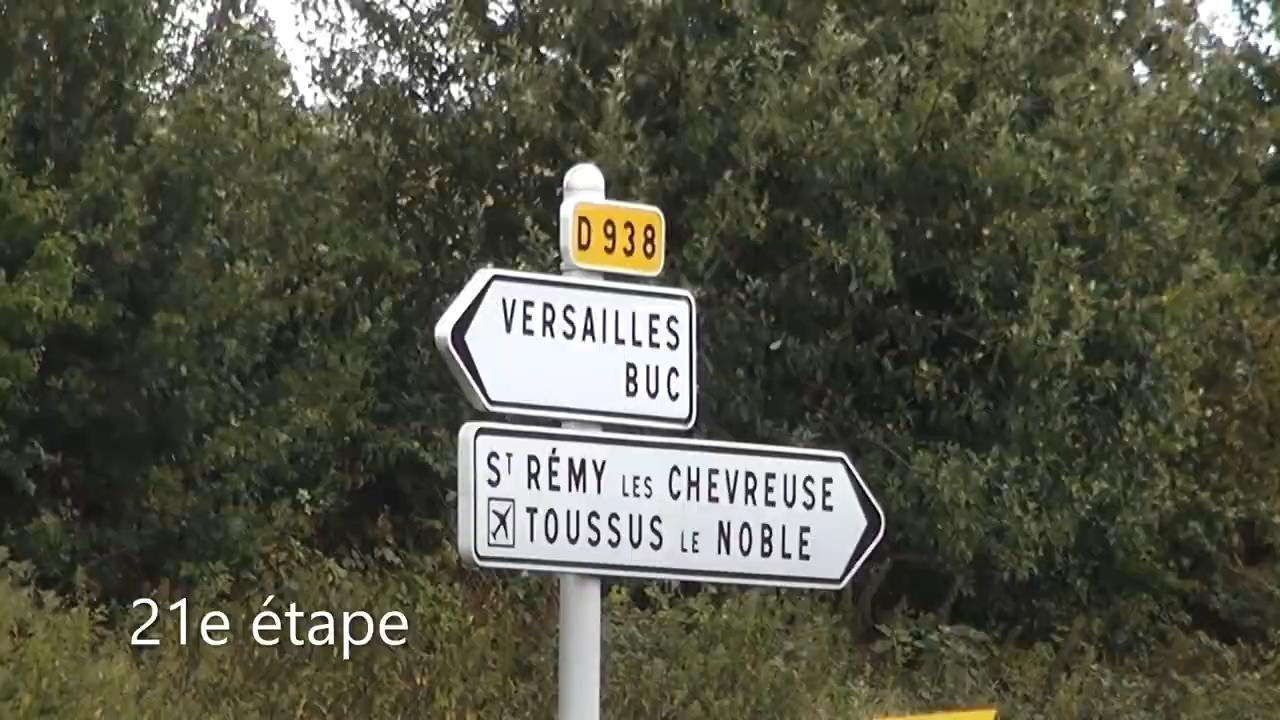 D 938
VERSAILLES
BUC
ST RÉMY LES CHEVREUSE
TOUSSUS LE NOBLE
21e étape